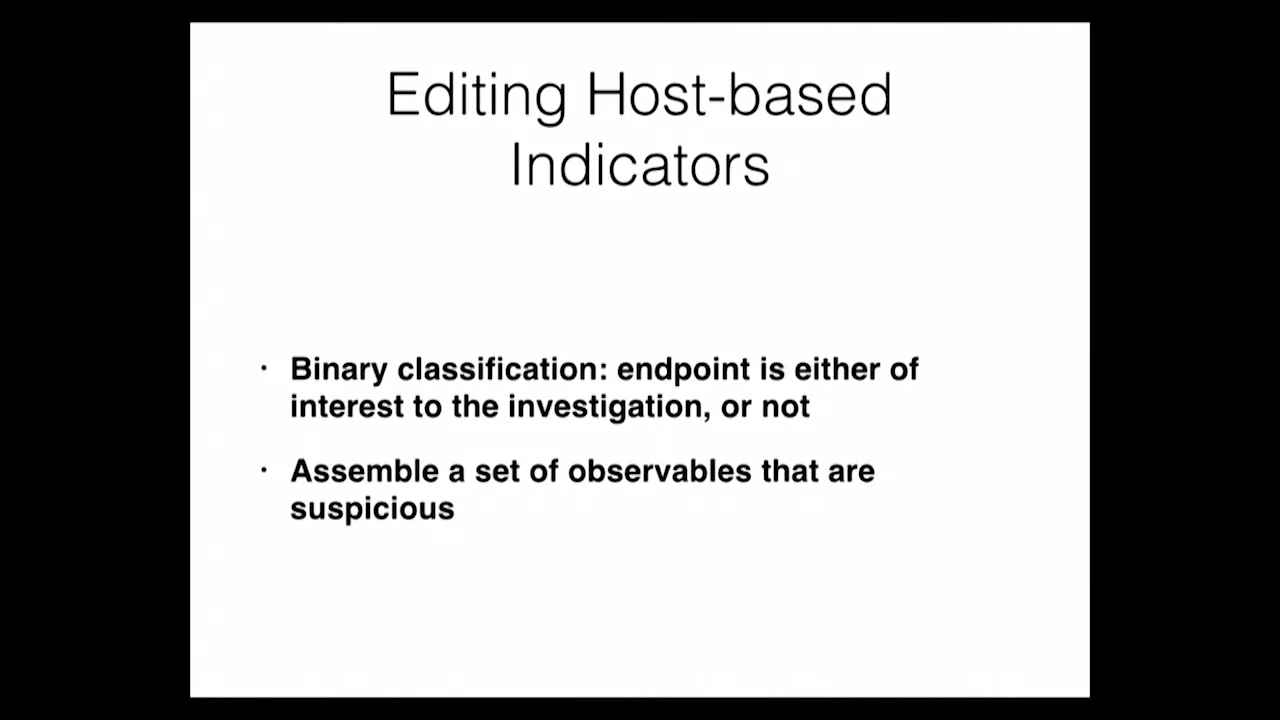 Editing Host-based
Indicators
· Binary classification: endpoint is either of
interest to the investigation, or not
· Assemble a set of observables that are
suspicious